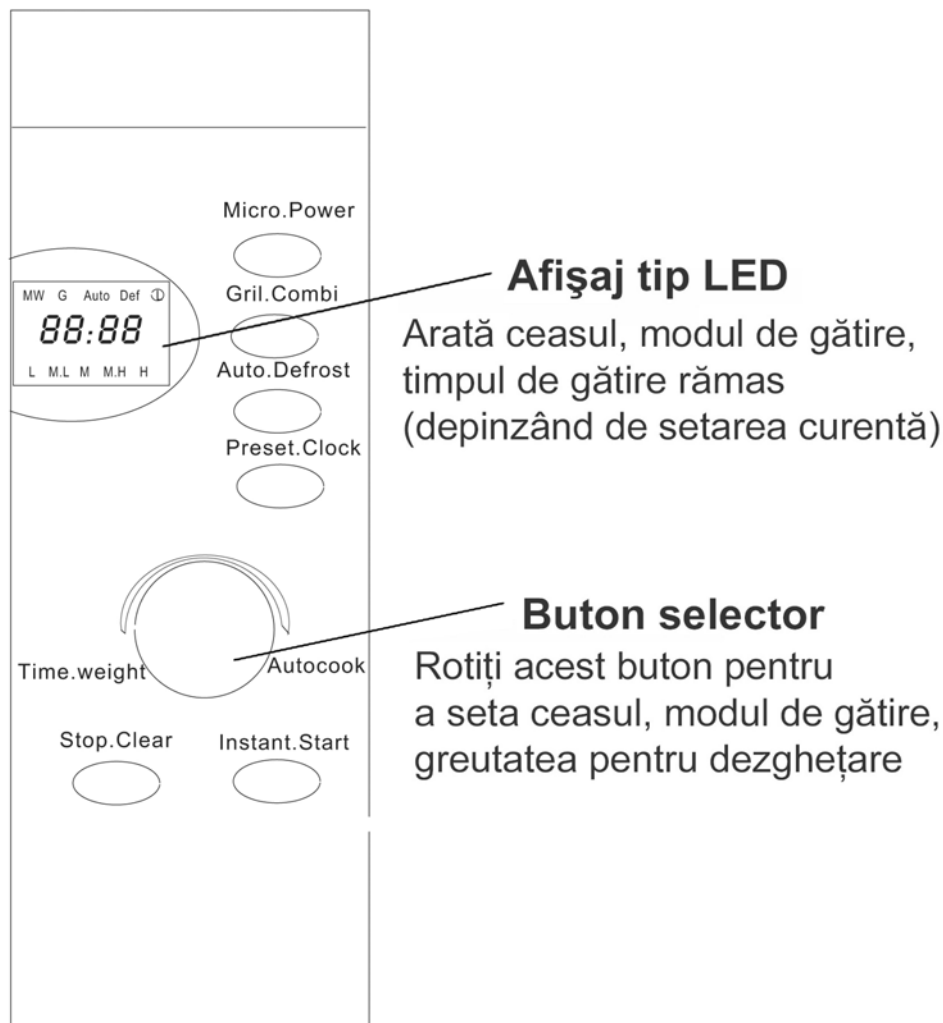 Micro.Power
MW G Auto Def
88:88
L M.L M M.H H
Gril.Combi
Auto.Defrost
Preset.Clock
Afişaj tip LED
Arată ceasul, modul de gătire,
timpul de gătire rămas
(depinzând de setarea curentă)
Time.weight
Autocook
Buton selector
Rotiți acest buton pentru
a seta ceasul, modul de gătire,
greutatea pentru dezghețare
Stop.Clear
Instant.Start